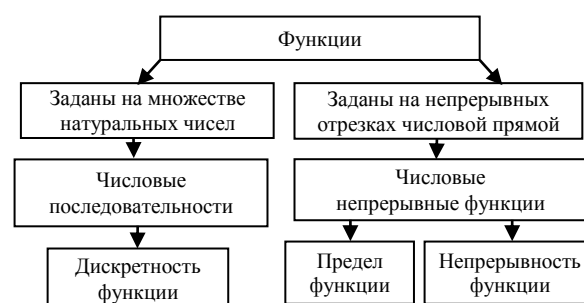 Функции
Заданы на множестве
натуральных чисел
Заданы на непрерывных
отрезках числовой прямой
Числовые
последовательности
Числовые
непрерывные функции
Дискретность
функции
Предел
функции
Непрерывность
функции